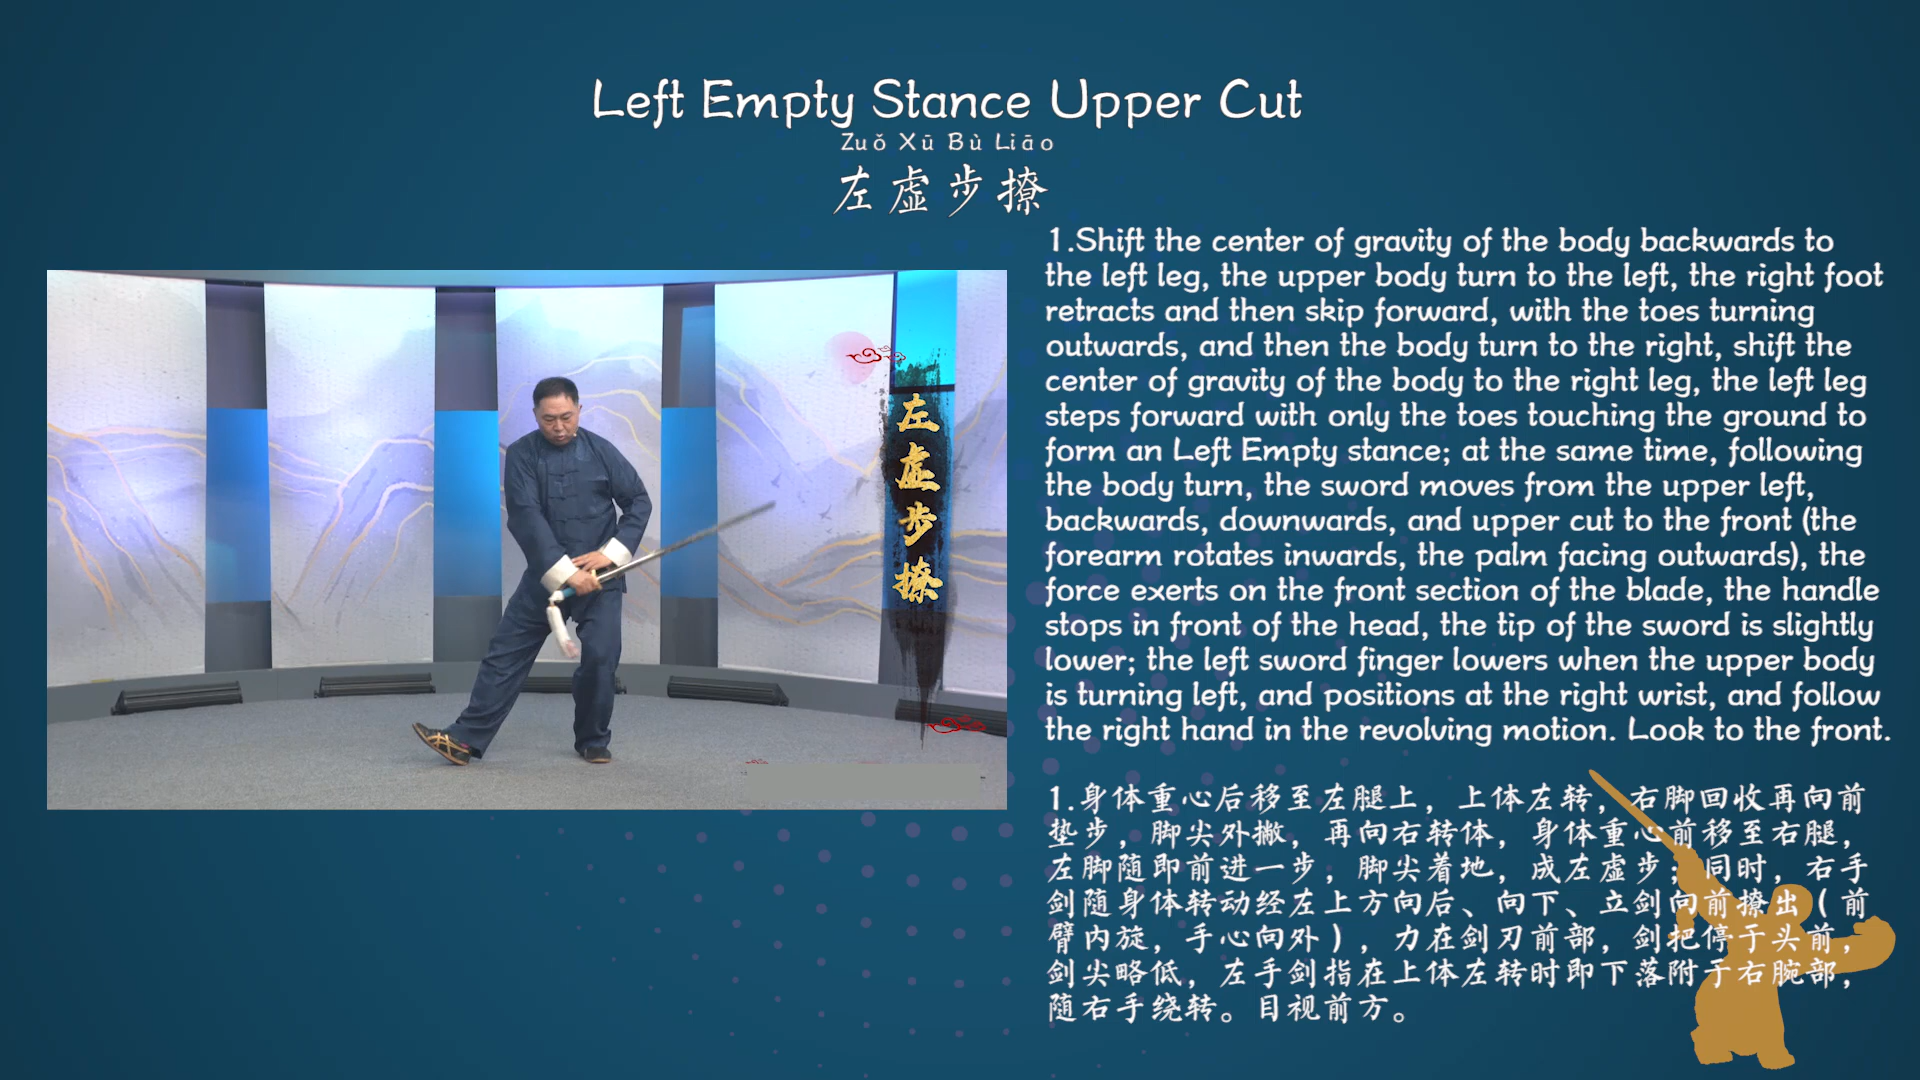 Left Empty Stance Upper Cut
Zuǒ Xū Bù Liāo
左虚步撩
左虚步撩
1.Shift the center of gravity of the body backwards to
the left leg, the upper body turn to the left, the right foot
retracts and then skip forward, with the toes turning
outwards, and then the body turn to the right, shift the
center of gravity of the body to the right leg, the left leg
steps forward with only the toes touching the ground to
form an Left Empty stance; at the same time, following
the body turn, the sword moves from the upper left,
backwards, downwards, and upper cut to the front (the
forearm rotates inwards, the palm facing outwards), the
force exerts on the front section of the blade, the handle
stops in front of the head, the tip of the sword is slightly
lower; the left sword finger lowers when the upper body
is turning left, and positions at the right wrist, and follow
the right hand in the revolving motion. Look to the front.
1.身体重心后移至左腿上，上体左转，右脚回收再向前
垫步，脚尖外撇，再向右转体，身体重心前移至右腿，
左脚随即前进一步，脚尖着地，成左虚步；同时，右手
剑随身体转动经左上方向后、向下、立剑向前撩出（前
臂内旋，手心向外），力在剑刃前部，剑把停于头前，
剑尖略低，左手剑指在上体左转时即下落附于右腕部，
随右手绕转。目视前方。